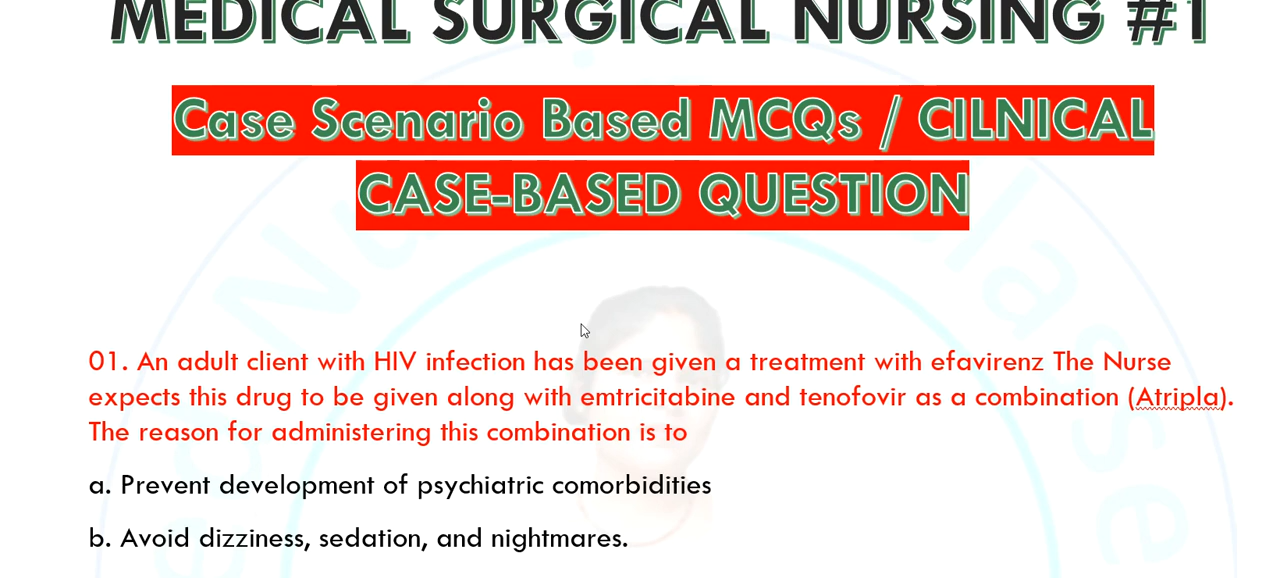 MEDICAL SURGICAL NURSING #1
Case Scenario Based MCQs / CILNICAL
CASE-BASED QUESTION
01. An adult client with HIV infection has been given a treatment with efavirenz The Nurse
expects this drug to be given along with emtricitabine and tenofovir as a combination (Atripla).
The reason for administering this combination is to
a. Prevent development of psychiatric comorbidities
b. Avoid dizziness, sedation, and nightmares.